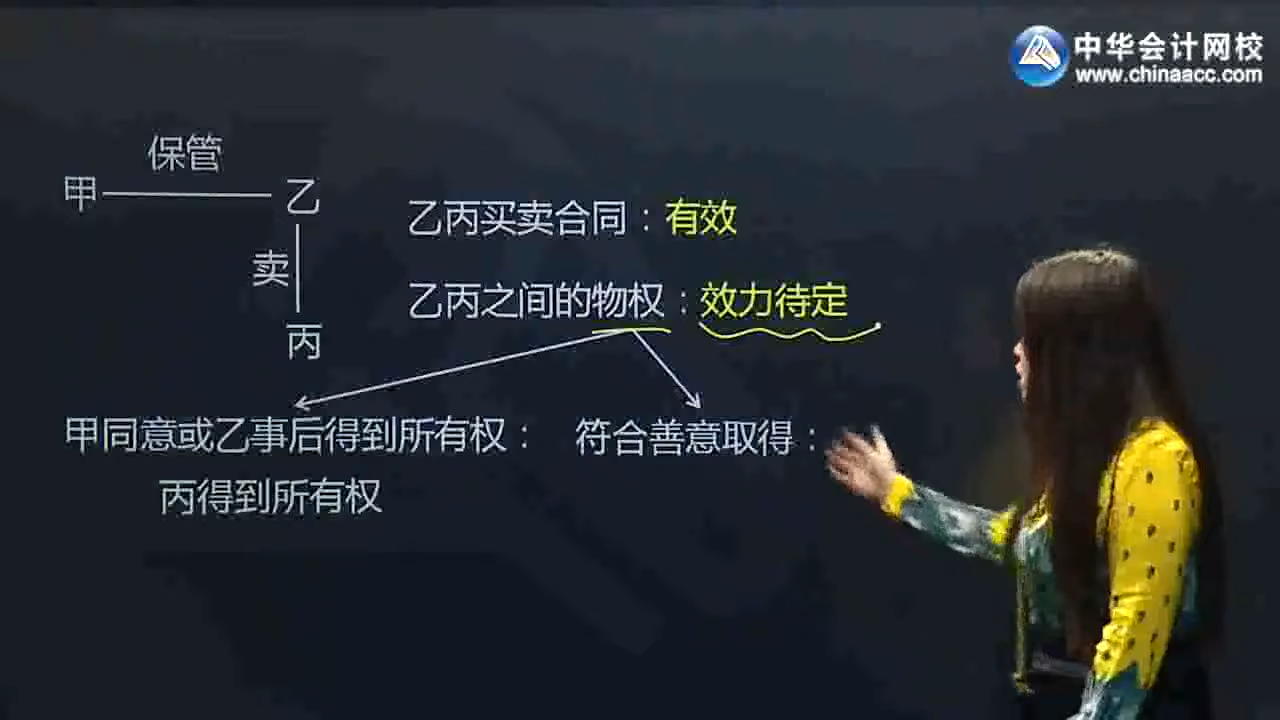 中华会计网校
www.chinaacc.com
保管
甲
乙
卖
丙
乙丙买卖合同：有效
乙丙之间的物权：效力待定
甲同意或乙事后得到所有权：
丙得到所有权
符合善意取得：